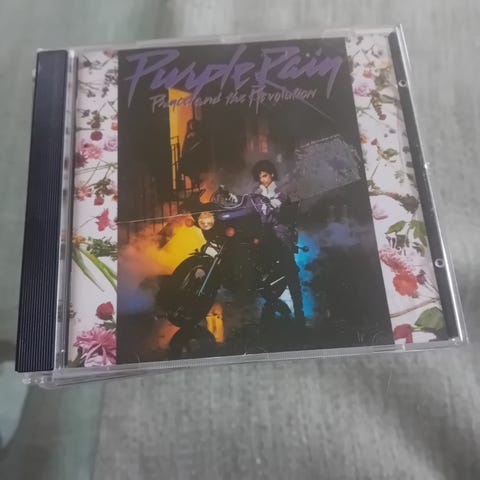 Purple Rain
Prince and the Revolution